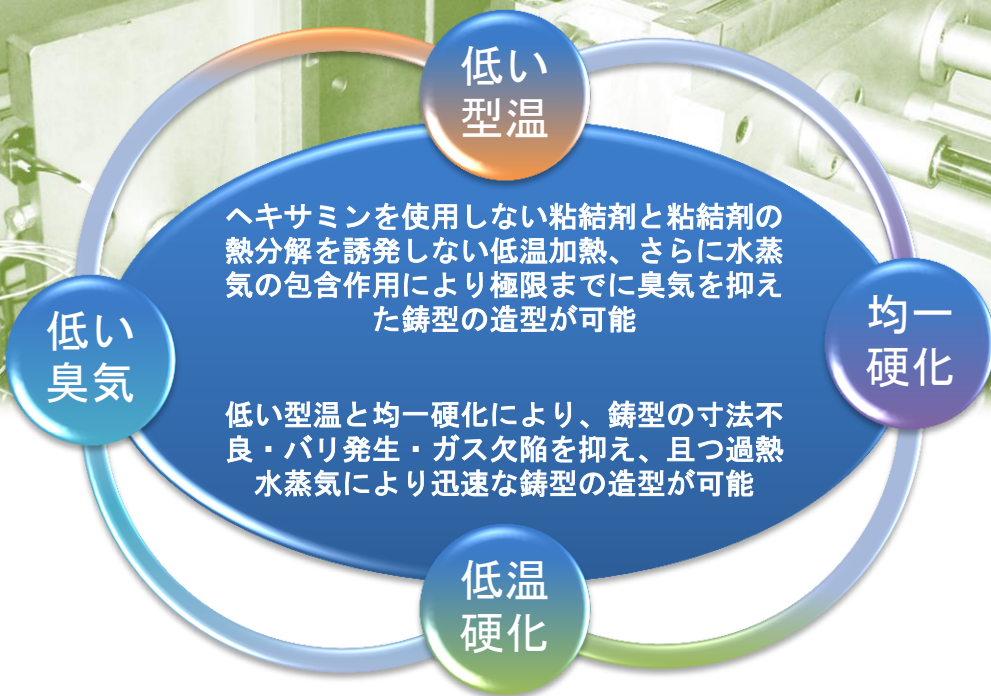 低い
型温
ヘキサミンを使用しない粘結剤と粘結剤の
熱分解を誘発しない低温加熱、さらに水蒸
気の包含作用により極限までに臭気を抑え
た鋳型の造型が可能
低い
臭気
均一
硬化
低い型温と均一硬化により、鋳型の寸法不
良・バリ発生・ガス欠陥を抑え、且つ過熱
水蒸気により迅速な鋳型の造型が可能
低温
硬化